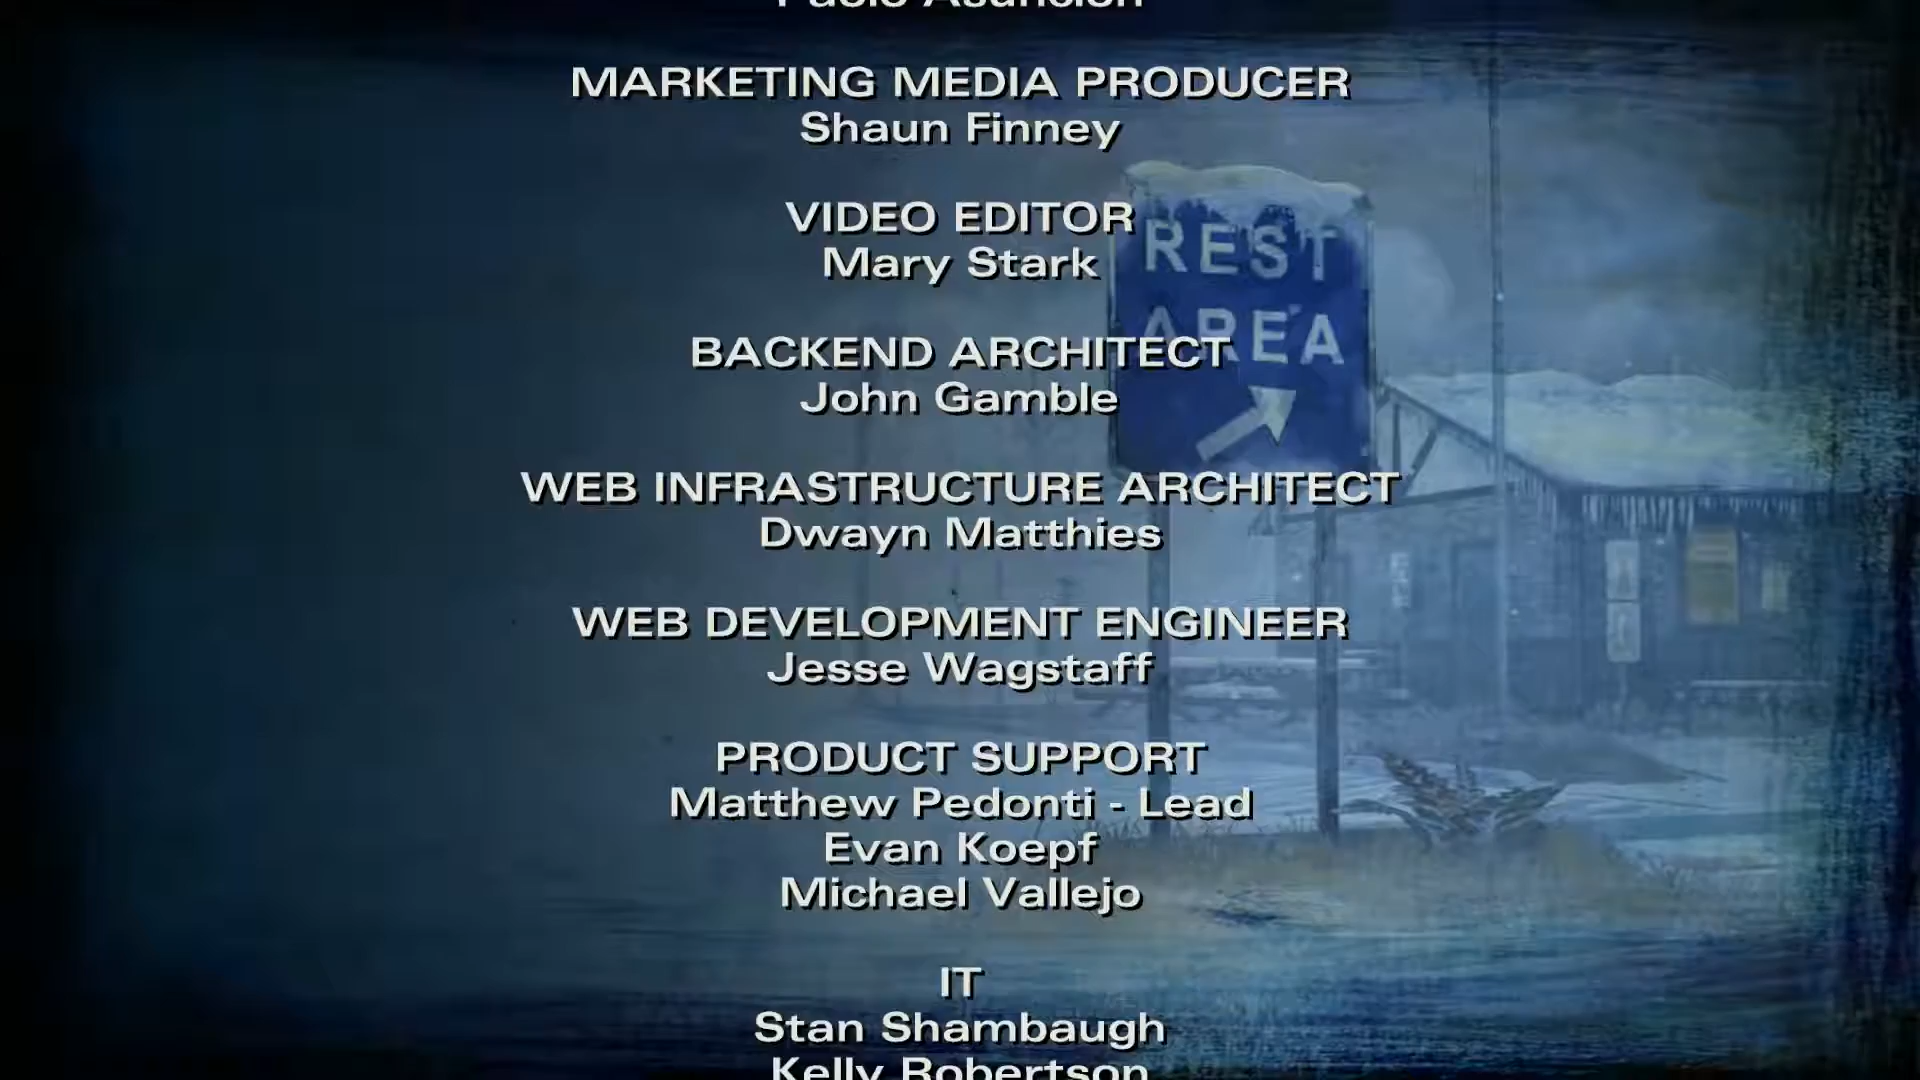 Paolo Asuncion
MARKETING MEDIA PRODUCER
Shaun Finney
VIDEO EDITOR
Mary Stark
REST
AREA
BACKEND ARCHITECT
John Gamble
WEB INFRASTRUCTURE ARCHITECT
Dwayn Matthies
WEB DEVELOPMENT ENGINEER
Jesse Wagstaff
PRODUCT SUPPORT
Matthew Pedonti - Lead
Evan Koepf
Michael Vallejo
IT
Stan Shambaugh
Kelly Robertson